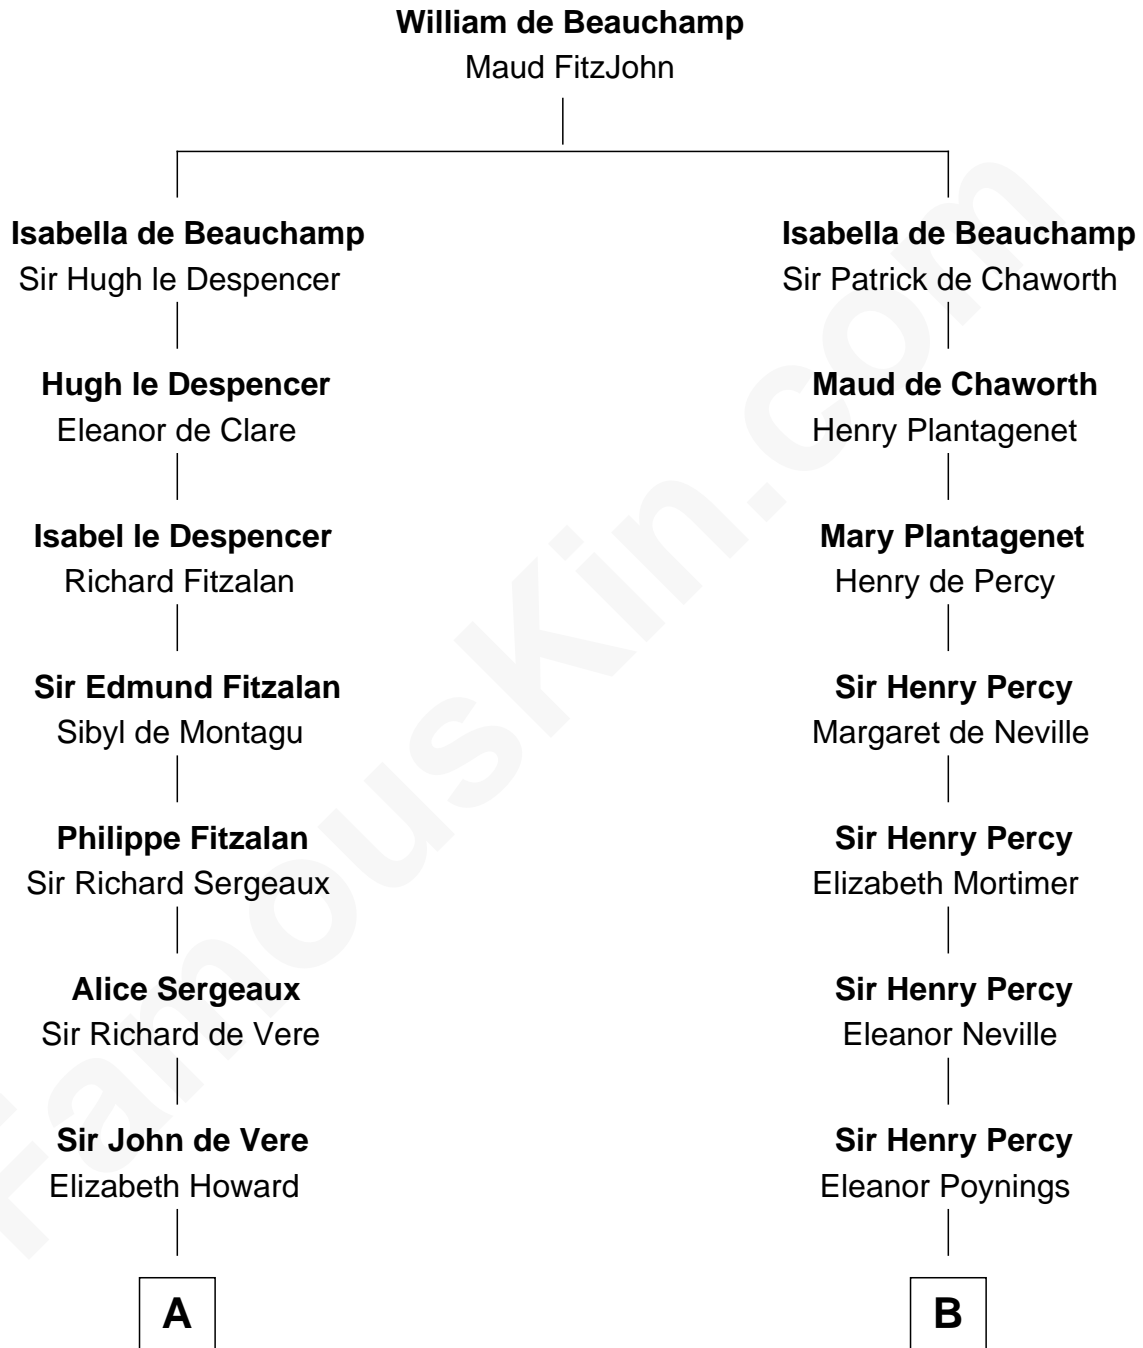 William de Beauchamp
Maud FitzJohn
Isabella de Beauchamp
Sir Hugh le Despencer
Hugh le Despencer
Eleanor de Clare
Isabel le Despencer
Richard Fitzalan
Sir Edmund Fitzalan
Sibyl de Montagu
Philippe Fitzalan
Sir Richard Sergeaux
Alice Sergeaux
Sir Richard de Vere
Sir John de Vere
Elizabeth Howard
A
Isabella de Beauchamp
Sir Patrick de Chaworth
Maud de Chaworth
Henry Plantagenet
Mary Plantagenet
Henry de Percy
Sir Henry Percy
Margaret de Neville
Sir Henry Percy
Elizabeth Mortimer
Sir Henry Percy
Eleanor Neville
Sir Henry Percy
Eleanor Poynings
B
FamousKin.com